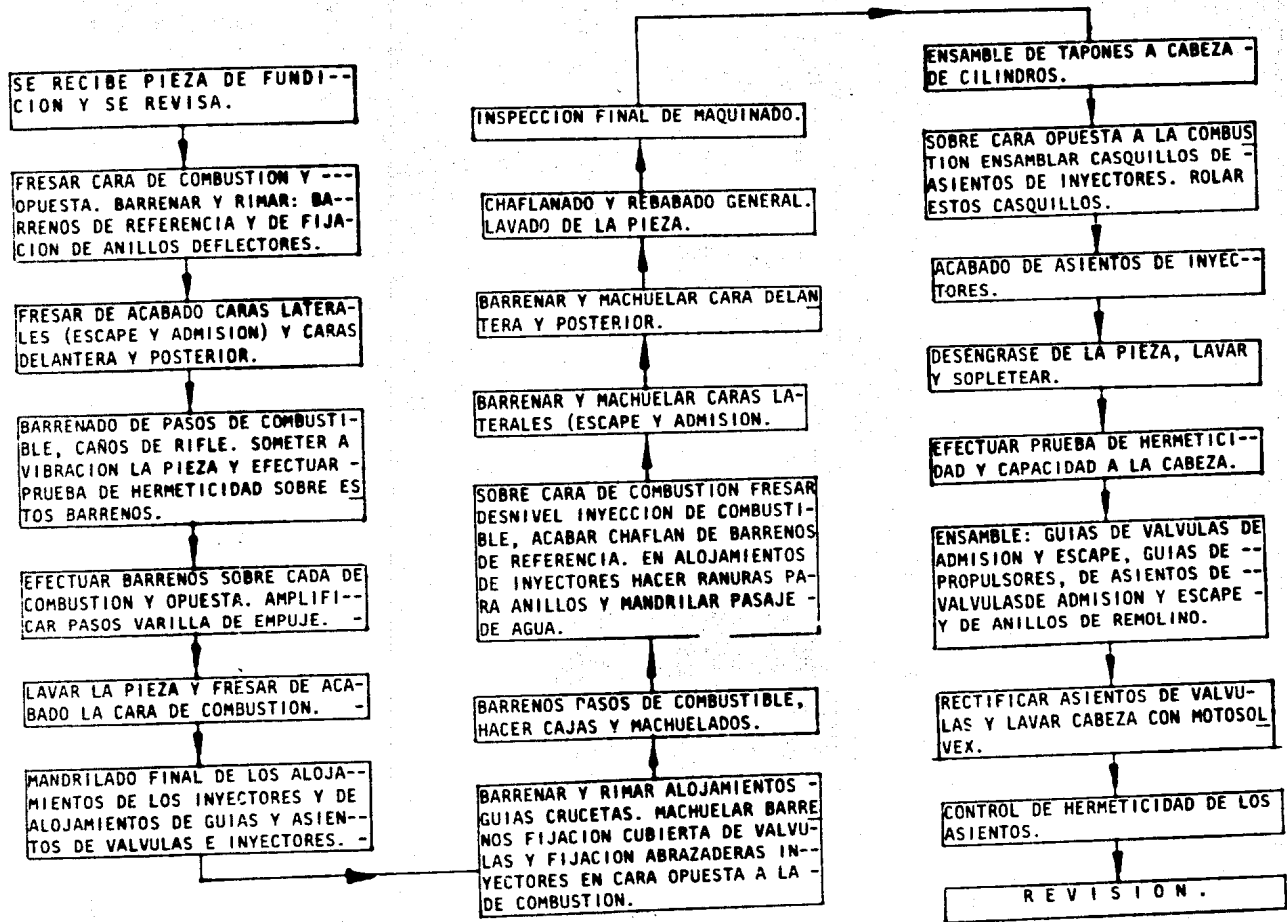 SE RECIBE PIEZA DE FUNDI--
CION Y SE REVISA.
FRESAR CARA DE COMBUSTION Y ---
OPUESTA. BARRENAR Y RIMAR: BA--
RRENOS DE REFERENCIA Y DE FIJA-
CION DE ANILLOS DEFLECTORES.
FRESAR DE ACABADO CARAS LATERA-
LES (ESCAPE Y ADMISION) Y CARAS
DELANTERA Y POSTERIOR.
BARRENADO DE PASOS DE COMBUSTI-
BLE, CAÑOS DE RIFLE. SOMETER A
VIBRACION LA PIEZA Y EFECTUAR -
PRUEBA DE HERMETICIDAD SOBRE ES
TOS BARRENOS.
EFECTUAR BARRENOS SOBRE CADA DE
COMBUSTION Y OPUESTA. AMPLIFI--
CAR PASOS VARILLA DE EMPUJE. -
LAVAR LA PIEZA Y FRESAR DE ACA-
BADO LA CARA DE COMBUSTION. -
MANDRILADO FINAL DE LOS ALOJA--
MIENTOS DE LOS INYECTORES Y DE
ALOJAMIENTOS DE GUIAS Y ASIEN--
TOS DE VALVULAS E INYECTORES. -
BARRENAR Y RIMAR ALOJAMIENTOS -
GUIAS CRUCETAS. MACHUELAR BARRE
NOS FIJACION CUBIERTA DE VALVU-
LAS Y FIJACION ABRAZADERAS IN--
YECTORES EN CARA OPUESTA A LA -
DE COMBUSTION.
BARRENOS PASOS DE COMBUSTIBLE,
HACER CAJAS Y MACHUELADOS.
SOBRE CARA DE COMBUSTION FRESAR
DESNIVEL INYECCION DE COMBUSTI-
BLE, ACABAR CHAFLAN DE BARRENOS
DE REFERENCIA. EN ALOJAMIENTOS
DE INYECTORES HACER RANURAS PA-
RA ANILLOS Y MANDRILAR PASAJE -
DE AGUA.
BARRENAR Y MACHUELAR CARAS LA-
TERALES (ESCAPE Y ADMISION.
BARRENAR Y MACHUELAR CARA DELAN
TERA Y POSTERIOR.
CHAFLANADO Y REBABADO GENERAL.
LAVADO DE LA PIEZA.
INSPECCION FINAL DE MAQUINADO.
ENSAMBLE DE TAPONES A CABEZA -
DE CILINDROS.
SOBRE CARA OPUESTA A LA COMBUS
TION ENSAMBLAR CASQUILLOS DE -
ASIENTOS DE INYECTORES. ROLAR
ESTOS CASQUILLOS.
ACABADO DE ASIENTOS DE INYEC--
TORES.
DESENGRASE DE LA PIEZA, LAVAR
Y SOPLETEAR.
EFECTUAR PRUEBA DE HERMETICI--
DAD Y CAPACIDAD A LA CABEZA.
ENSAMBLE: GUIAS DE VALVULAS DE
ADMISION Y ESCAPE, GUIAS DE --
PROPULSORES, DE ASIENTOS DE --
VALVULASDE ADMISION Y ESCAPE -
Y DE ANILLOS DE REMOLINO.
RECTIFICAR ASIENTOS DE VALVU-
LAS Y LAVAR CABEZA CON MOTOSOL
VEX.
CONTROL DE HERMETICIDAD DE LOS
ASIENTOS.
R E V I S I O N .